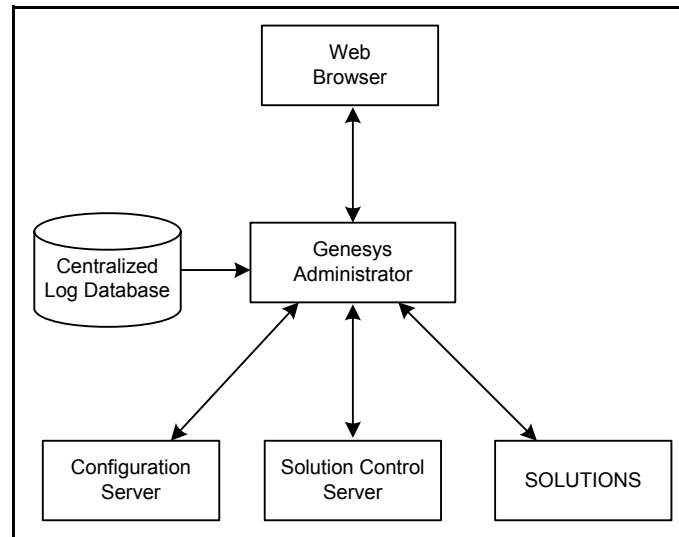 Web
Browser
Genesys
Administrator
Centralized
Log Database
Configuration
Server
Solution Control
Server
SOLUTIONS